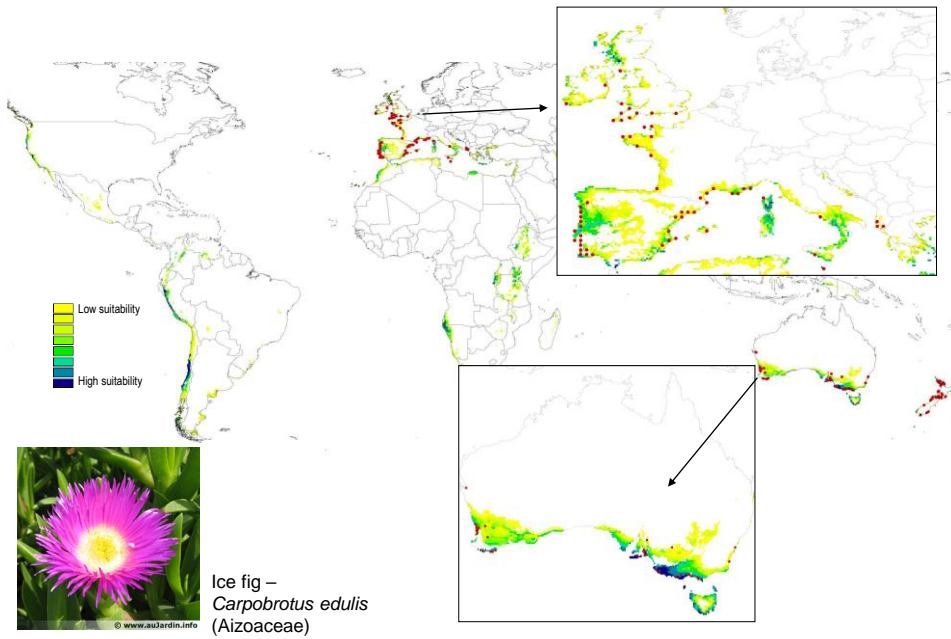 Low suitability
High suitability
© www.auJardin.info
Ice fig –
Carpobrotus edulis
(Aizoaceae)